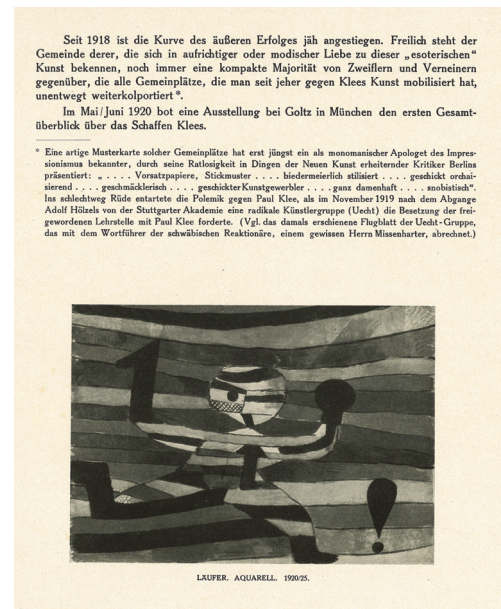 Seit 1918 ist die Kurve des äußeren Erfolges jäh angestiegen. Freilich steht der
Gemeinde derer, die sich in aufrichtiger oder modischer Liebe zu dieser „esoterischen“
Kunst bekennen, noch immer eine kompakte Majorität von Zweiflern und Verneinern
gegenüber, die alle Gemeinplätze, die man seit jeher gegen Klees Kunst mobilisiert hat,
unentwegt weiterkolportiert*.
Im Mai/Juni 1920 bot eine Ausstellung bei Goltz in München den ersten Gesamt-
überblick über das Schaffen Klees.
* Eine artige Musterkarte solcher Gemeinplätze hat erst jüngst ein als monomanischer Apologet des Impres-
sionismus bekannter, durch seine Ratlosigkeit in Dingen der Neuen Kunst erheiternder Kritiker Berlins
präsentiert: „ . . . . Vorsatzpapiere, Stickmuster . . . . biedermeierlich stilisiert . . . . geschickt orchai-
sierend . . . . geschmäcklerisch . . . . geschickter Kunstgewerbler . . . . ganz damenhaft . . . . snobistisch“.
Ins schlechtweg Rüde entartete die Polemik gegen Paul Klee, als im November 1919 nach dem Abgange
Adolf Hölzels von der Stuttgarter Akademie eine radikale Künstlergruppe (Uecht) die Besetzung der frei-
gewordenen Lehrstelle mit Paul Klee forderte. (Vgl. das damals erschienene Flugblatt der Uecht-Gruppe,
das mit dem Wortführer der schwäbischen Reaktionäre, einem gewissen Herrn Missenharter, abrechnet.)
LÄUFER. AQUARELL. 1920/25.